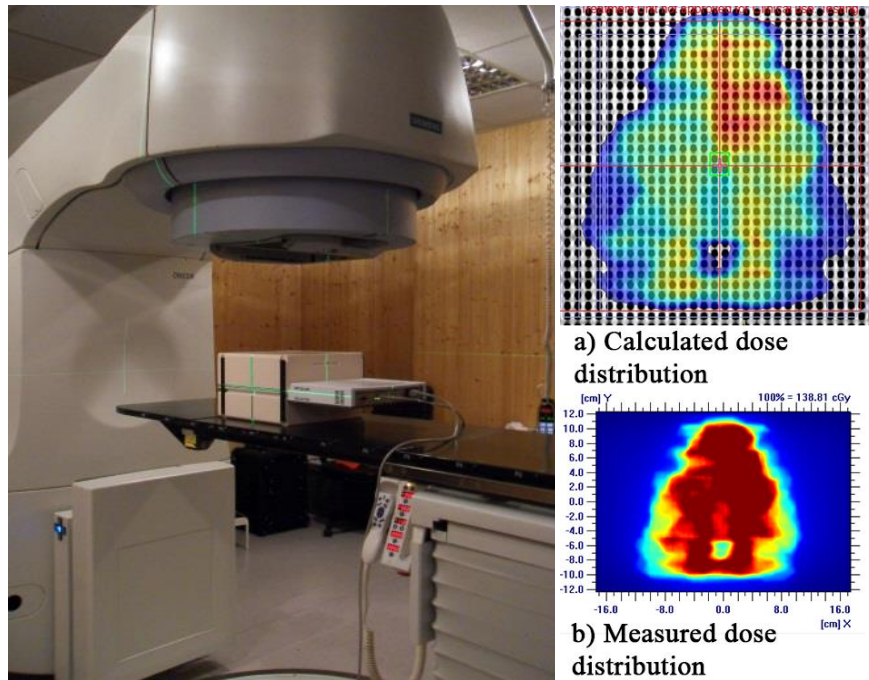 SIEMENS
ONCOR
a) Calculated dose
distribution
[cm] Y 100% = 138.81 cGy
12.0
10.0
8.0
6.0
4.0
2.0
0.0
-2.0
-4.0
-6.0
-8.0
-10.0
-12.0
-16.0 -8.0 0.0 8.0 16.0
[cm] X
b) Measured dose
distribution